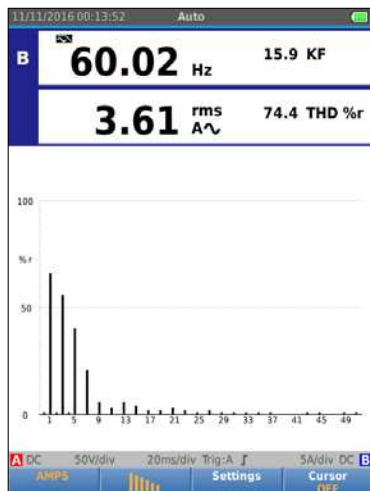 11/11/2016 00:13:52 Auto
B 60.02 Hz 15.9 KF
3.61 rms A 74.4 THD %r
100
%r
50
0
1 5 9 13 17 21 25 29 33 37 41 45 49
A DC 50V/div 20ms/div Trig:A 5A/div DC B
AMPS Settings Cursor
OFF